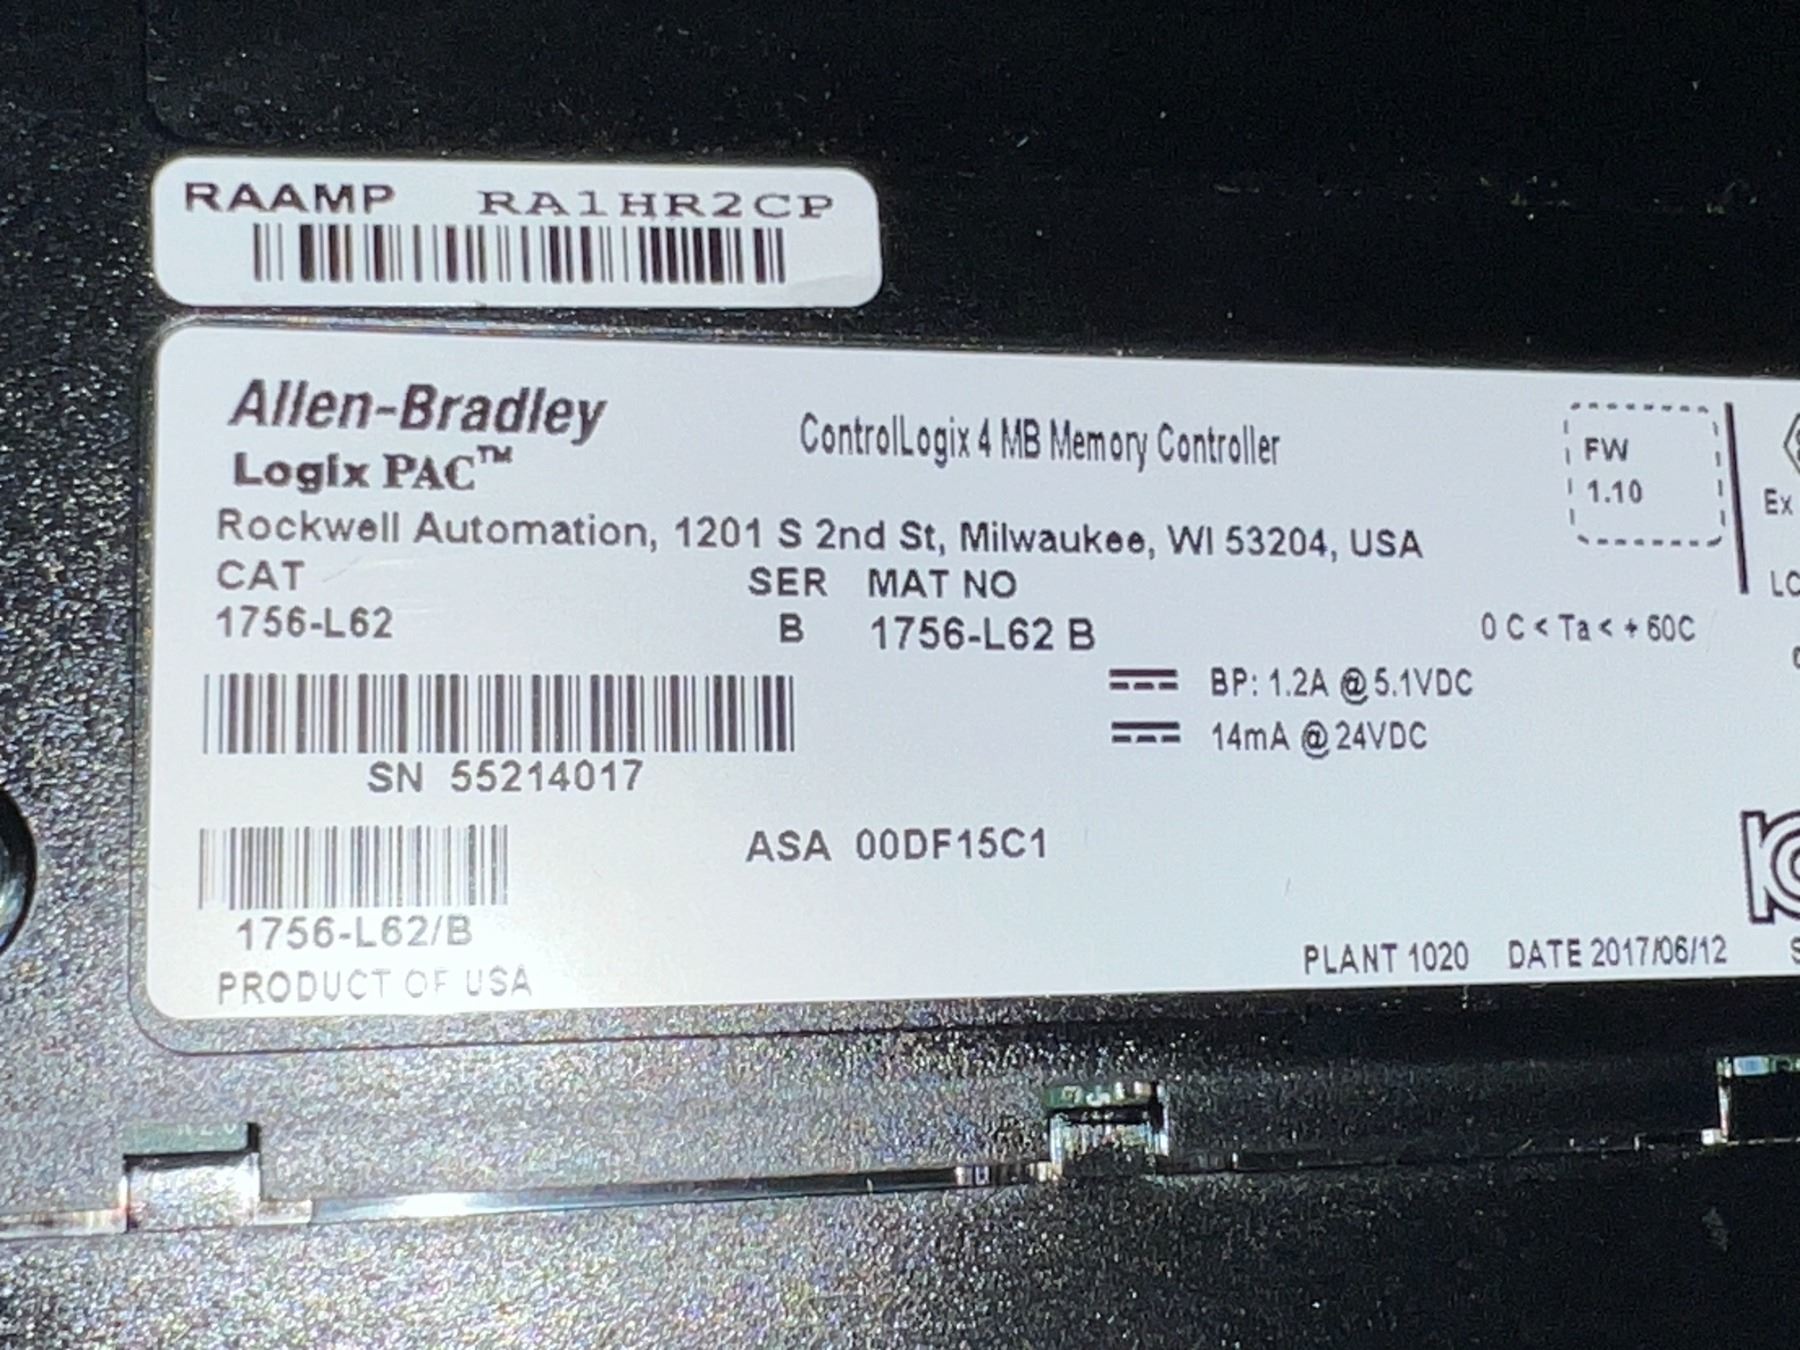 RAAMP RA1HR2CP
Allen-Bradley
Logix PAC™
ControlLogix 4 MB Memory Controller
FW
1.10
Ex
Rockwell Automation, 1201 S 2nd St, Milwaukee, WI 53204, USA
CAT SER MAT NO
1756-L62 B 1756-L62 B
0 C < Ta < + 60C
BP: 1.2A @ 5.1VDC
14mA @ 24VDC
SN 55214017
ASA 00DF15C1
1756-L62/B
PRODUCT OF USA
PLANT 1020 DATE 2017/06/12